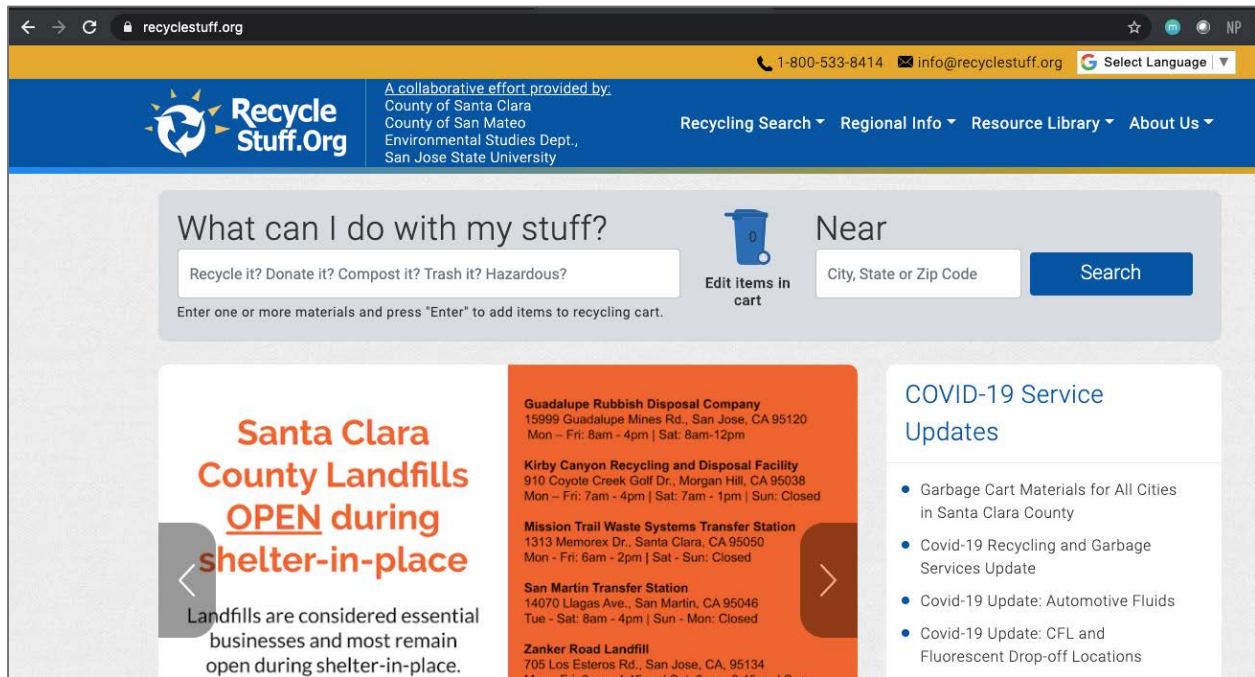 recyclestuff.org
NP
1-800-533-8414 info@recyclestuff.org G Select Language ▼
Recycle
Stuff.Org
A collaborative effort provided by:
County of Santa Clara
County of San Mateo
Environmental Studies Dept.,
San Jose State University
Recycling Search Regional Info Resource Library About Us
What can I do with my stuff?
Recycle it? Donate it? Compost it? Trash it? Hazardous?
Enter one or more materials and press "Enter" to add items to recycling cart.
0
Edit items in
cart
Near
City, State or Zip Code
Search
Santa Clara
County Landfills
OPEN during
shelter-in-place
Landfills are considered essential
businesses and most remain
open during shelter-in-place.
Guadalupe Rubbish Disposal Company
15999 Guadalupe Mines Rd., San Jose, CA 95120
Mon – Fri: 8am - 4pm | Sat: 8am-12pm
Kirby Canyon Recycling and Disposal Facility
910 Coyote Creek Golf Dr., Morgan Hill, CA 95038
Mon – Fri: 7am - 4pm | Sat: 7am - 1pm | Sun: Closed
Mission Trail Waste Systems Transfer Station
1313 Memorex Dr., Santa Clara, CA 95050
Mon - Fri: 6am - 2pm | Sat - Sun: Closed
San Martin Transfer Station
14070 Llagas Ave., San Martin, CA 95046
Tue - Sat: 8am - 4pm | Sun - Mon: Closed
Zanker Road Landfill
705 Los Esteros Rd., San Jose, CA, 95134
COVID-19 Service
Updates
Garbage Cart Materials for All Cities
in Santa Clara County
Covid-19 Recycling and Garbage
Services Update
Covid-19 Update: Automotive Fluids
Covid-19 Update: CFL and
Fluorescent Drop-off Locations